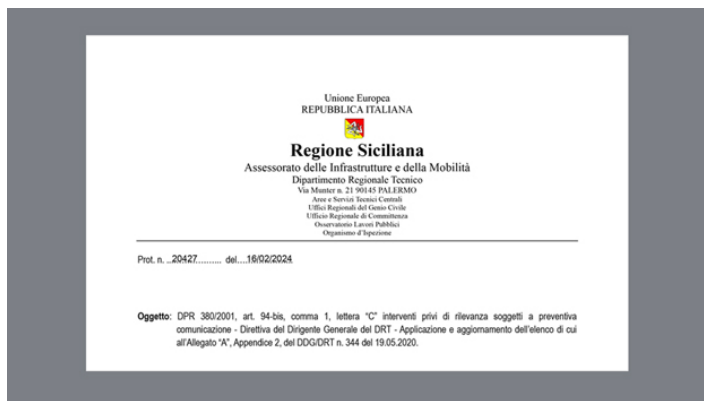 Unione Europea
REPUBBLICA ITALIANA
Regione Siciliana
Assessorato delle Infrastrutture e della Mobilità
Dipartimento Regionale Tecnico
Via Munter n. 21 90145 PALERMO
Aree e Servizi Tecnici Centrali
Uffici Regionali del Genio Civile
Ufficio Regionale di Committenza
Osservatorio Lavori Pubblici
Organismo d'Ispezione
Prot. n. ..20427......... del....16/02/2024
Oggetto: DPR 380/2001, art. 94-bis, comma 1, lettera “C” interventi privi di rilevanza soggetti a preventiva
comunicazione - Direttiva del Dirigente Generale del DRT - Applicazione e aggiornamento dell'elenco di cui
all'Allegato “A”, Appendice 2, del DDG/DRT n. 344 del 19.05.2020.